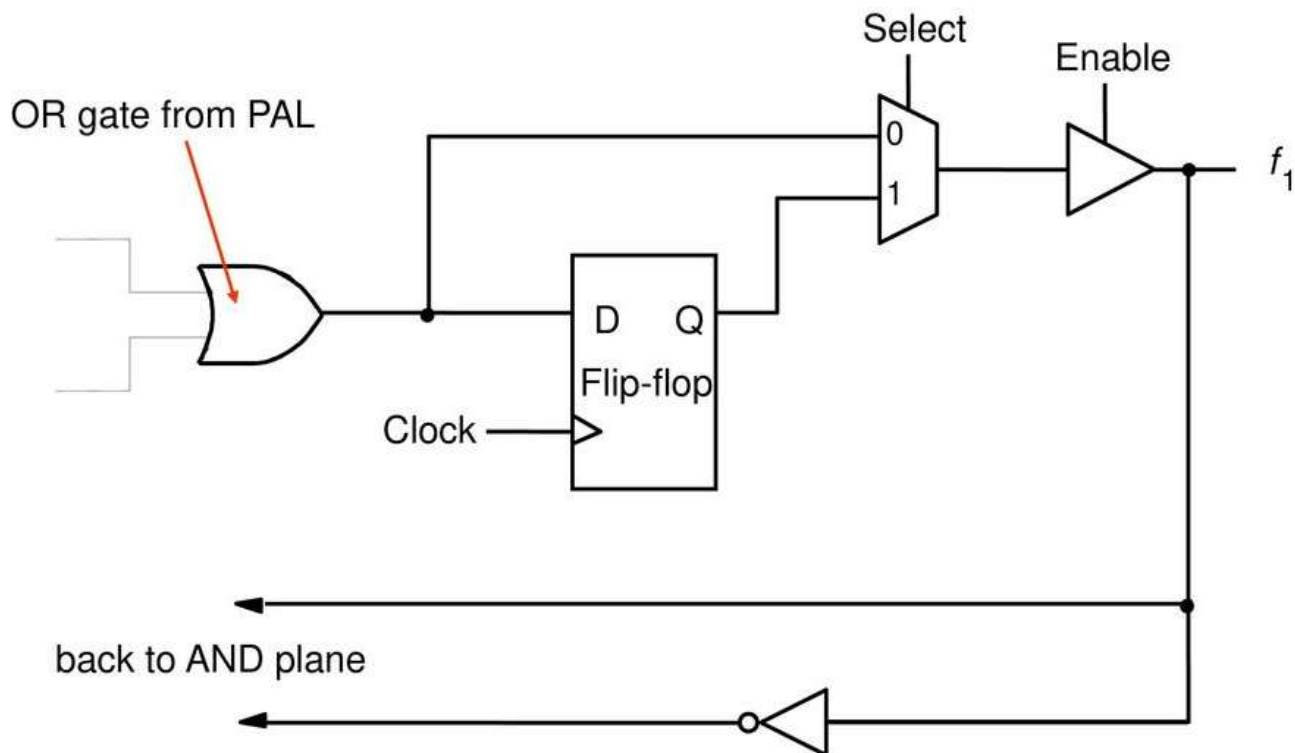 Select
Enable
OR gate from PAL
0
f1
1
D Q
Flip-flop
Clock
back to AND plane